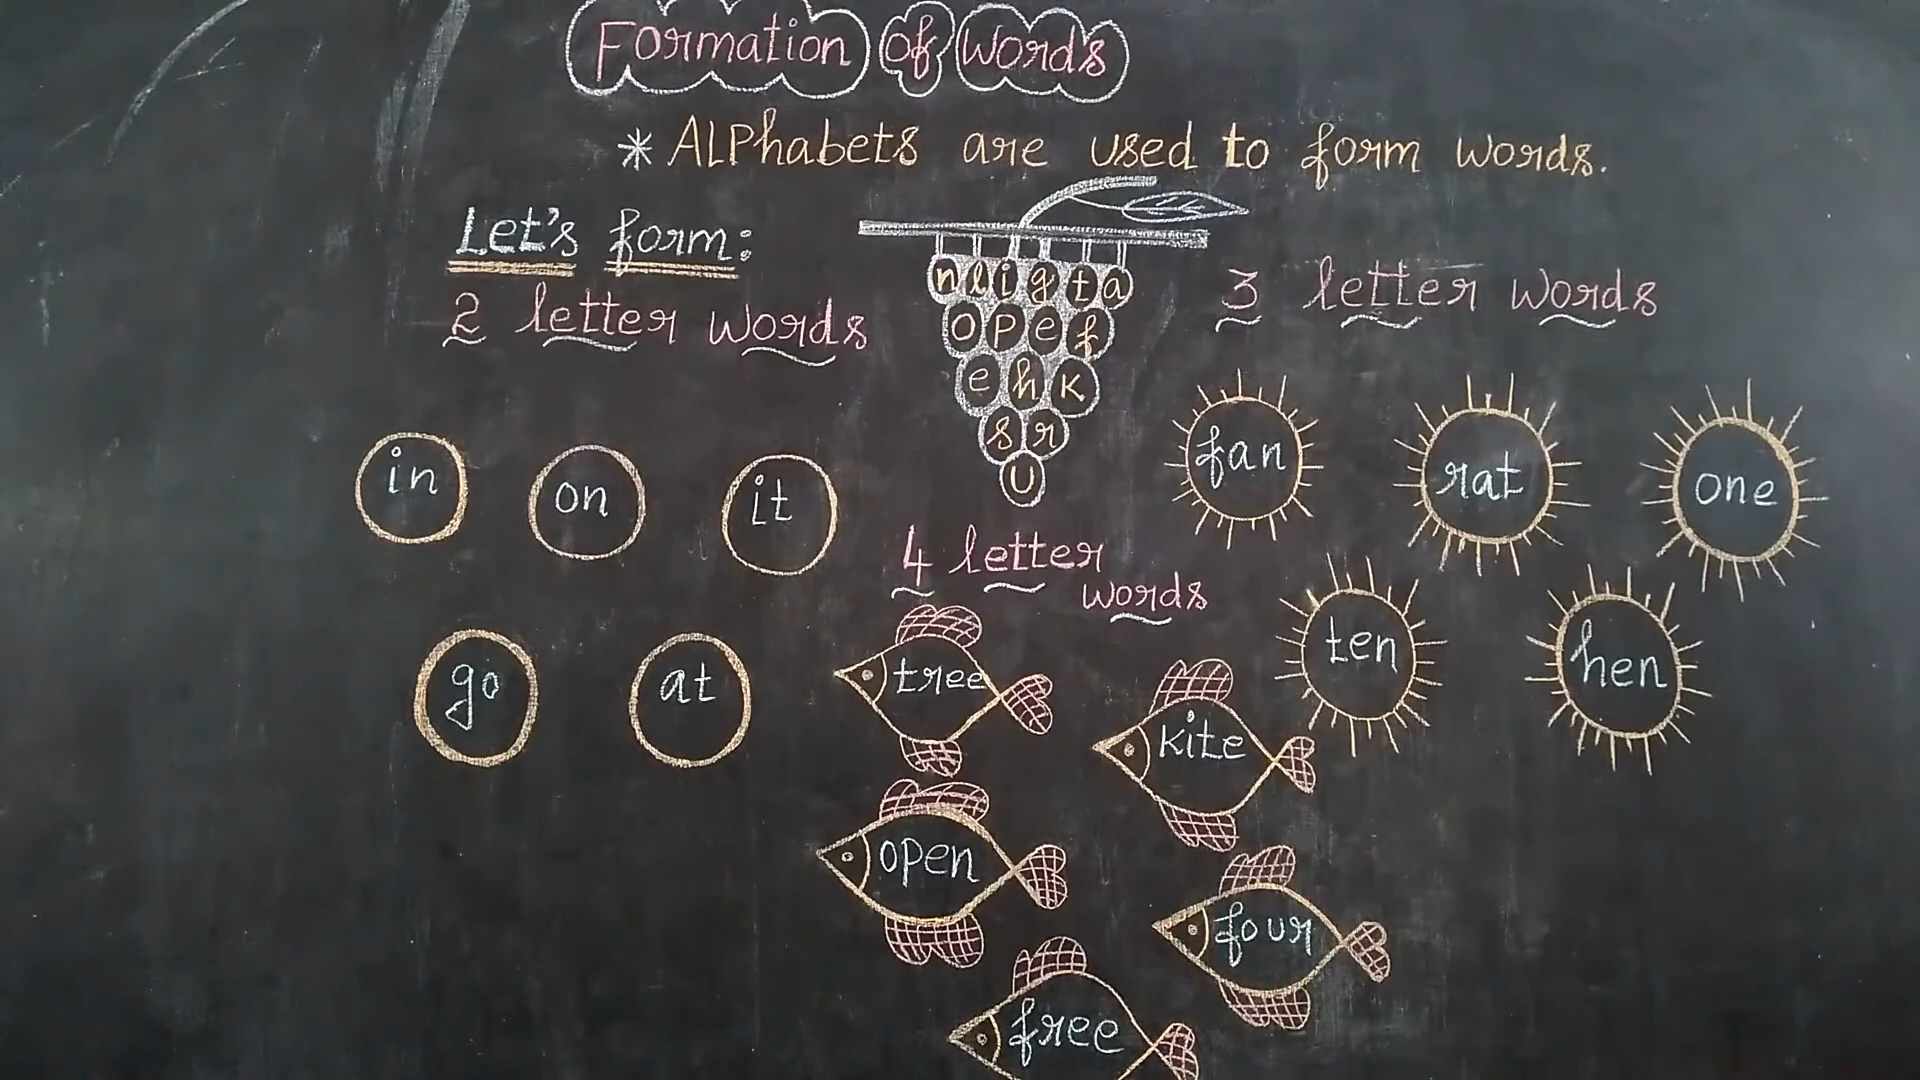 Formation of Words
* ALPhabets are used to form words.
Let's form:
2 letter words
in on it
go at
n l i g t a
o p e f
e h k
s r
U
3 letter words
fan rat one
ten hen
4 letter
words
tree
kite
open
four
free